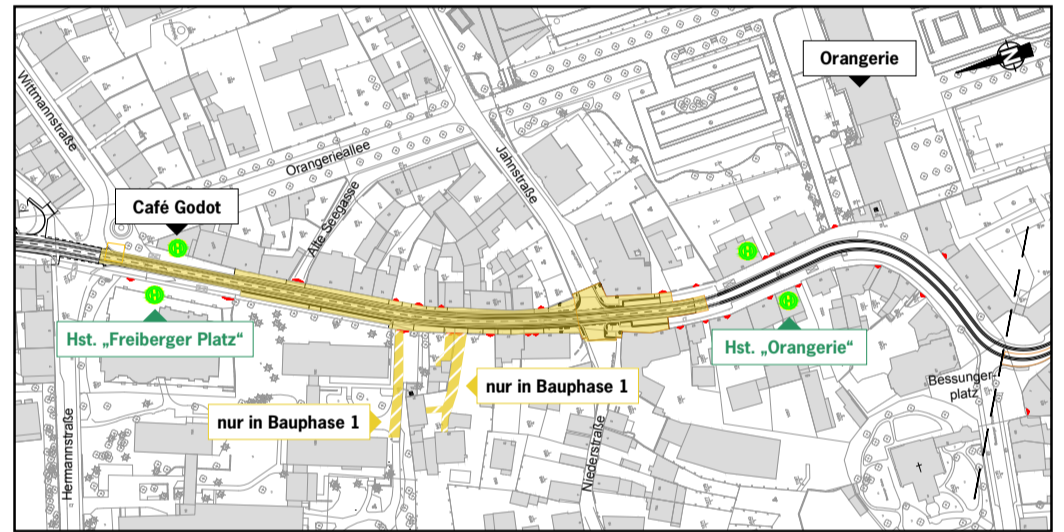 Orangerie
N
Wittmannstraße
Orangerieallee
Jahnstraße
Café Godot
Alte Seegasse
Hst. „Freiberger Platz“
Hst. „Orangerie“
nur in Bauphase 1
nur in Bauphase 1
Bessunger-
platz
Hermannstraße
Niederstraße